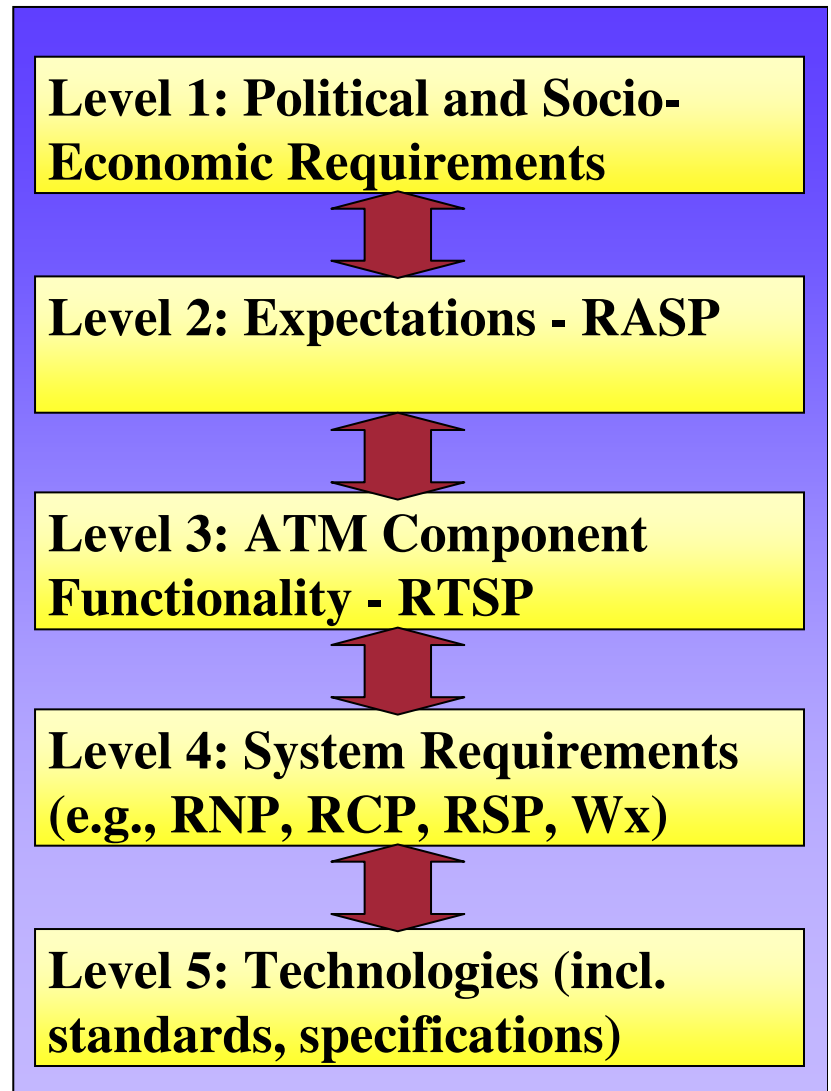 Level 1: Political and Socio-
Economic Requirements
Level 2: Expectations - RASP
Level 3: ATM Component
Functionality - RTSP
Level 4: System Requirements
(e.g., RNP, RCP, RSP, Wx)
Level 5: Technologies (incl.
standards, specifications)